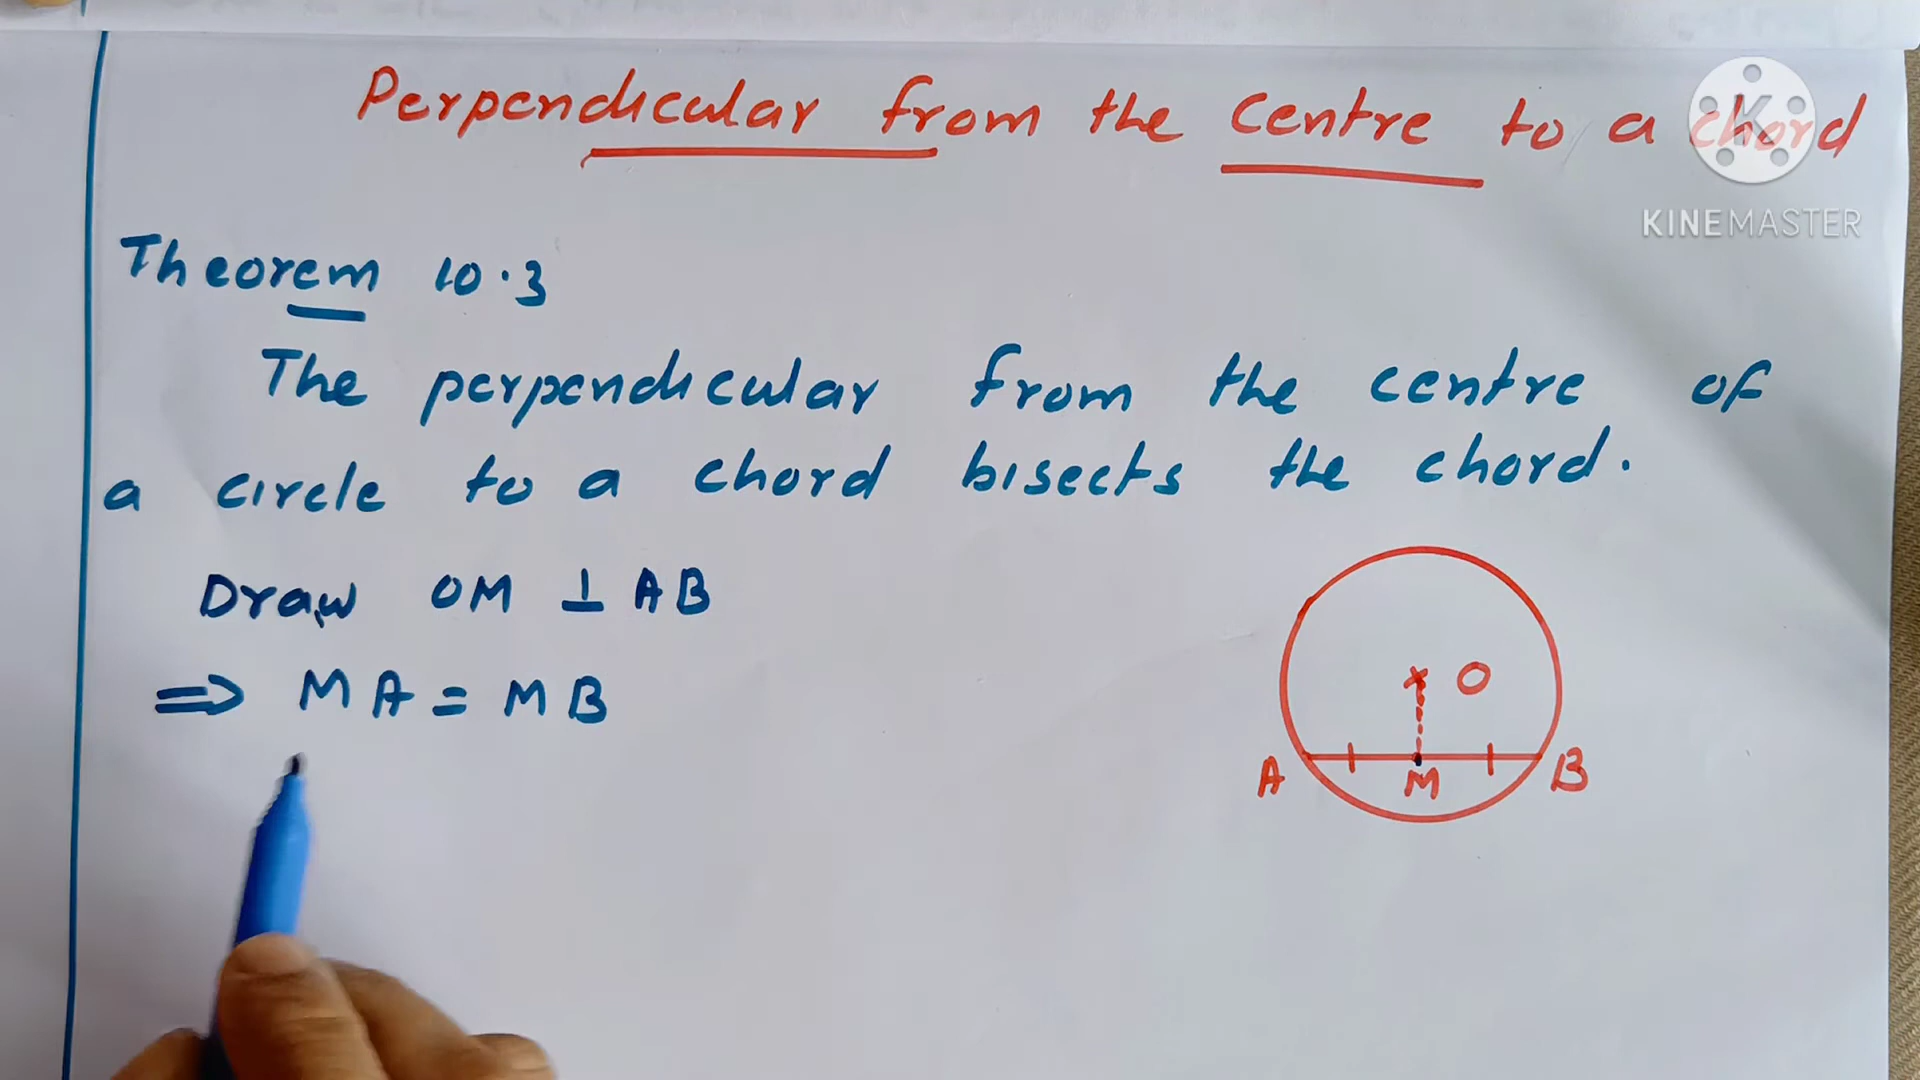 Perpendicular from the centre to a chord
K
KINEMASTER
Theorem 10.3
The perpendicular from the centre of
a circle to a chord bisects the chord.
Draw OM ⊥ AB
⇒ MA = MB
O
A M B